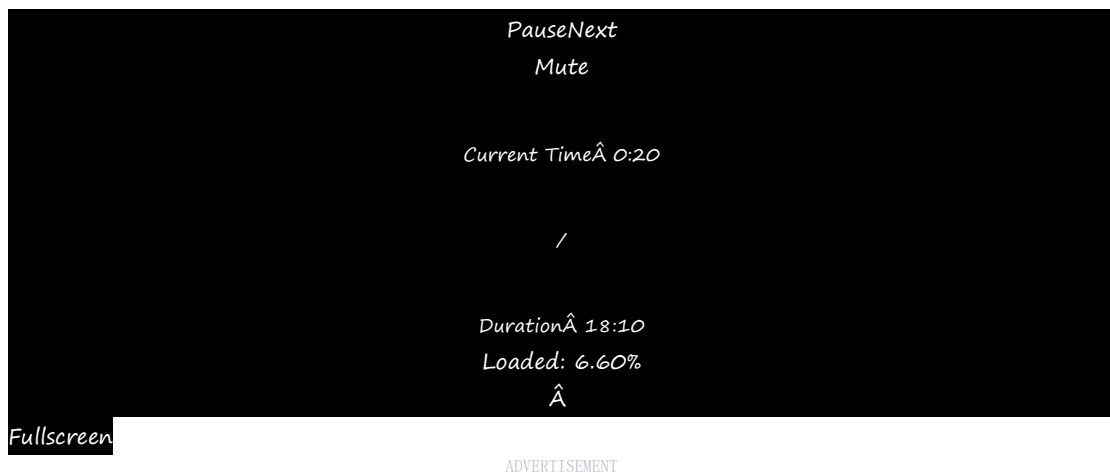 PauseNext
Mute
Current TimeÂ 0:20
/
DurationÂ 18:10
Loaded: 6.60%
Â
Fullscreen
ADVERTISEMENT